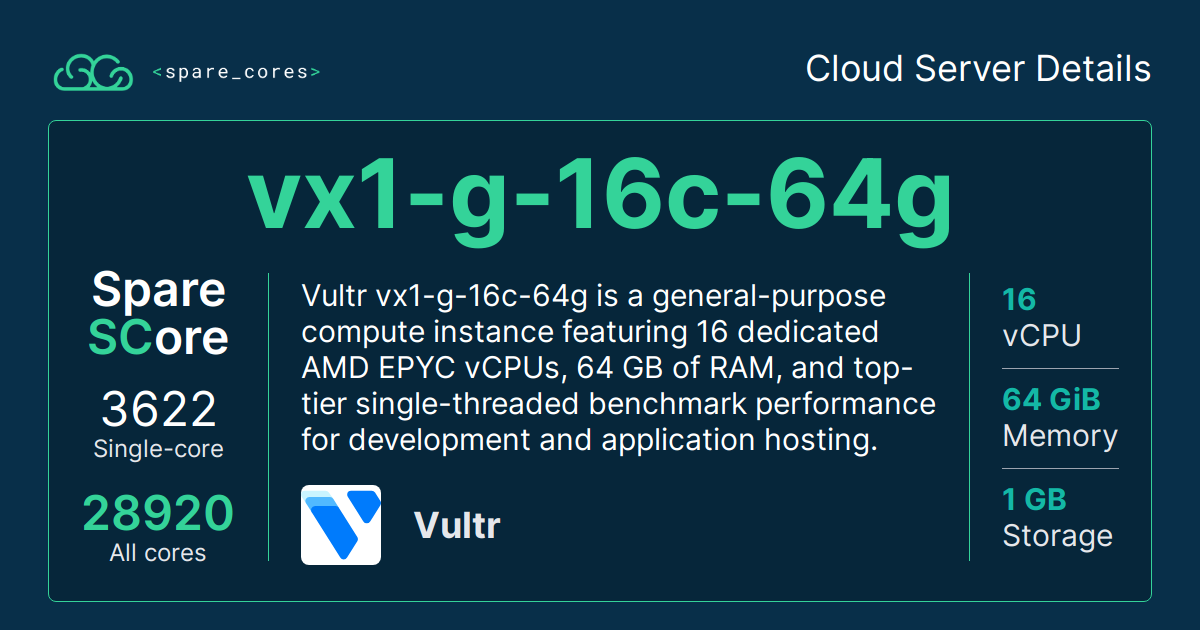 <spare_cores>
Cloud Server Details
vx1-g-16c-64g
Spare
SCore
3622
Single-core
28920
All cores
Vultr vx1-g-16c-64g is a general-purpose
compute instance featuring 16 dedicated
AMD EPYC vCPUs, 64 GB of RAM, and top-
tier single-threaded benchmark performance
for development and application hosting.
Vultr
16
vCPU
64 GiB
Memory
1 GB
Storage